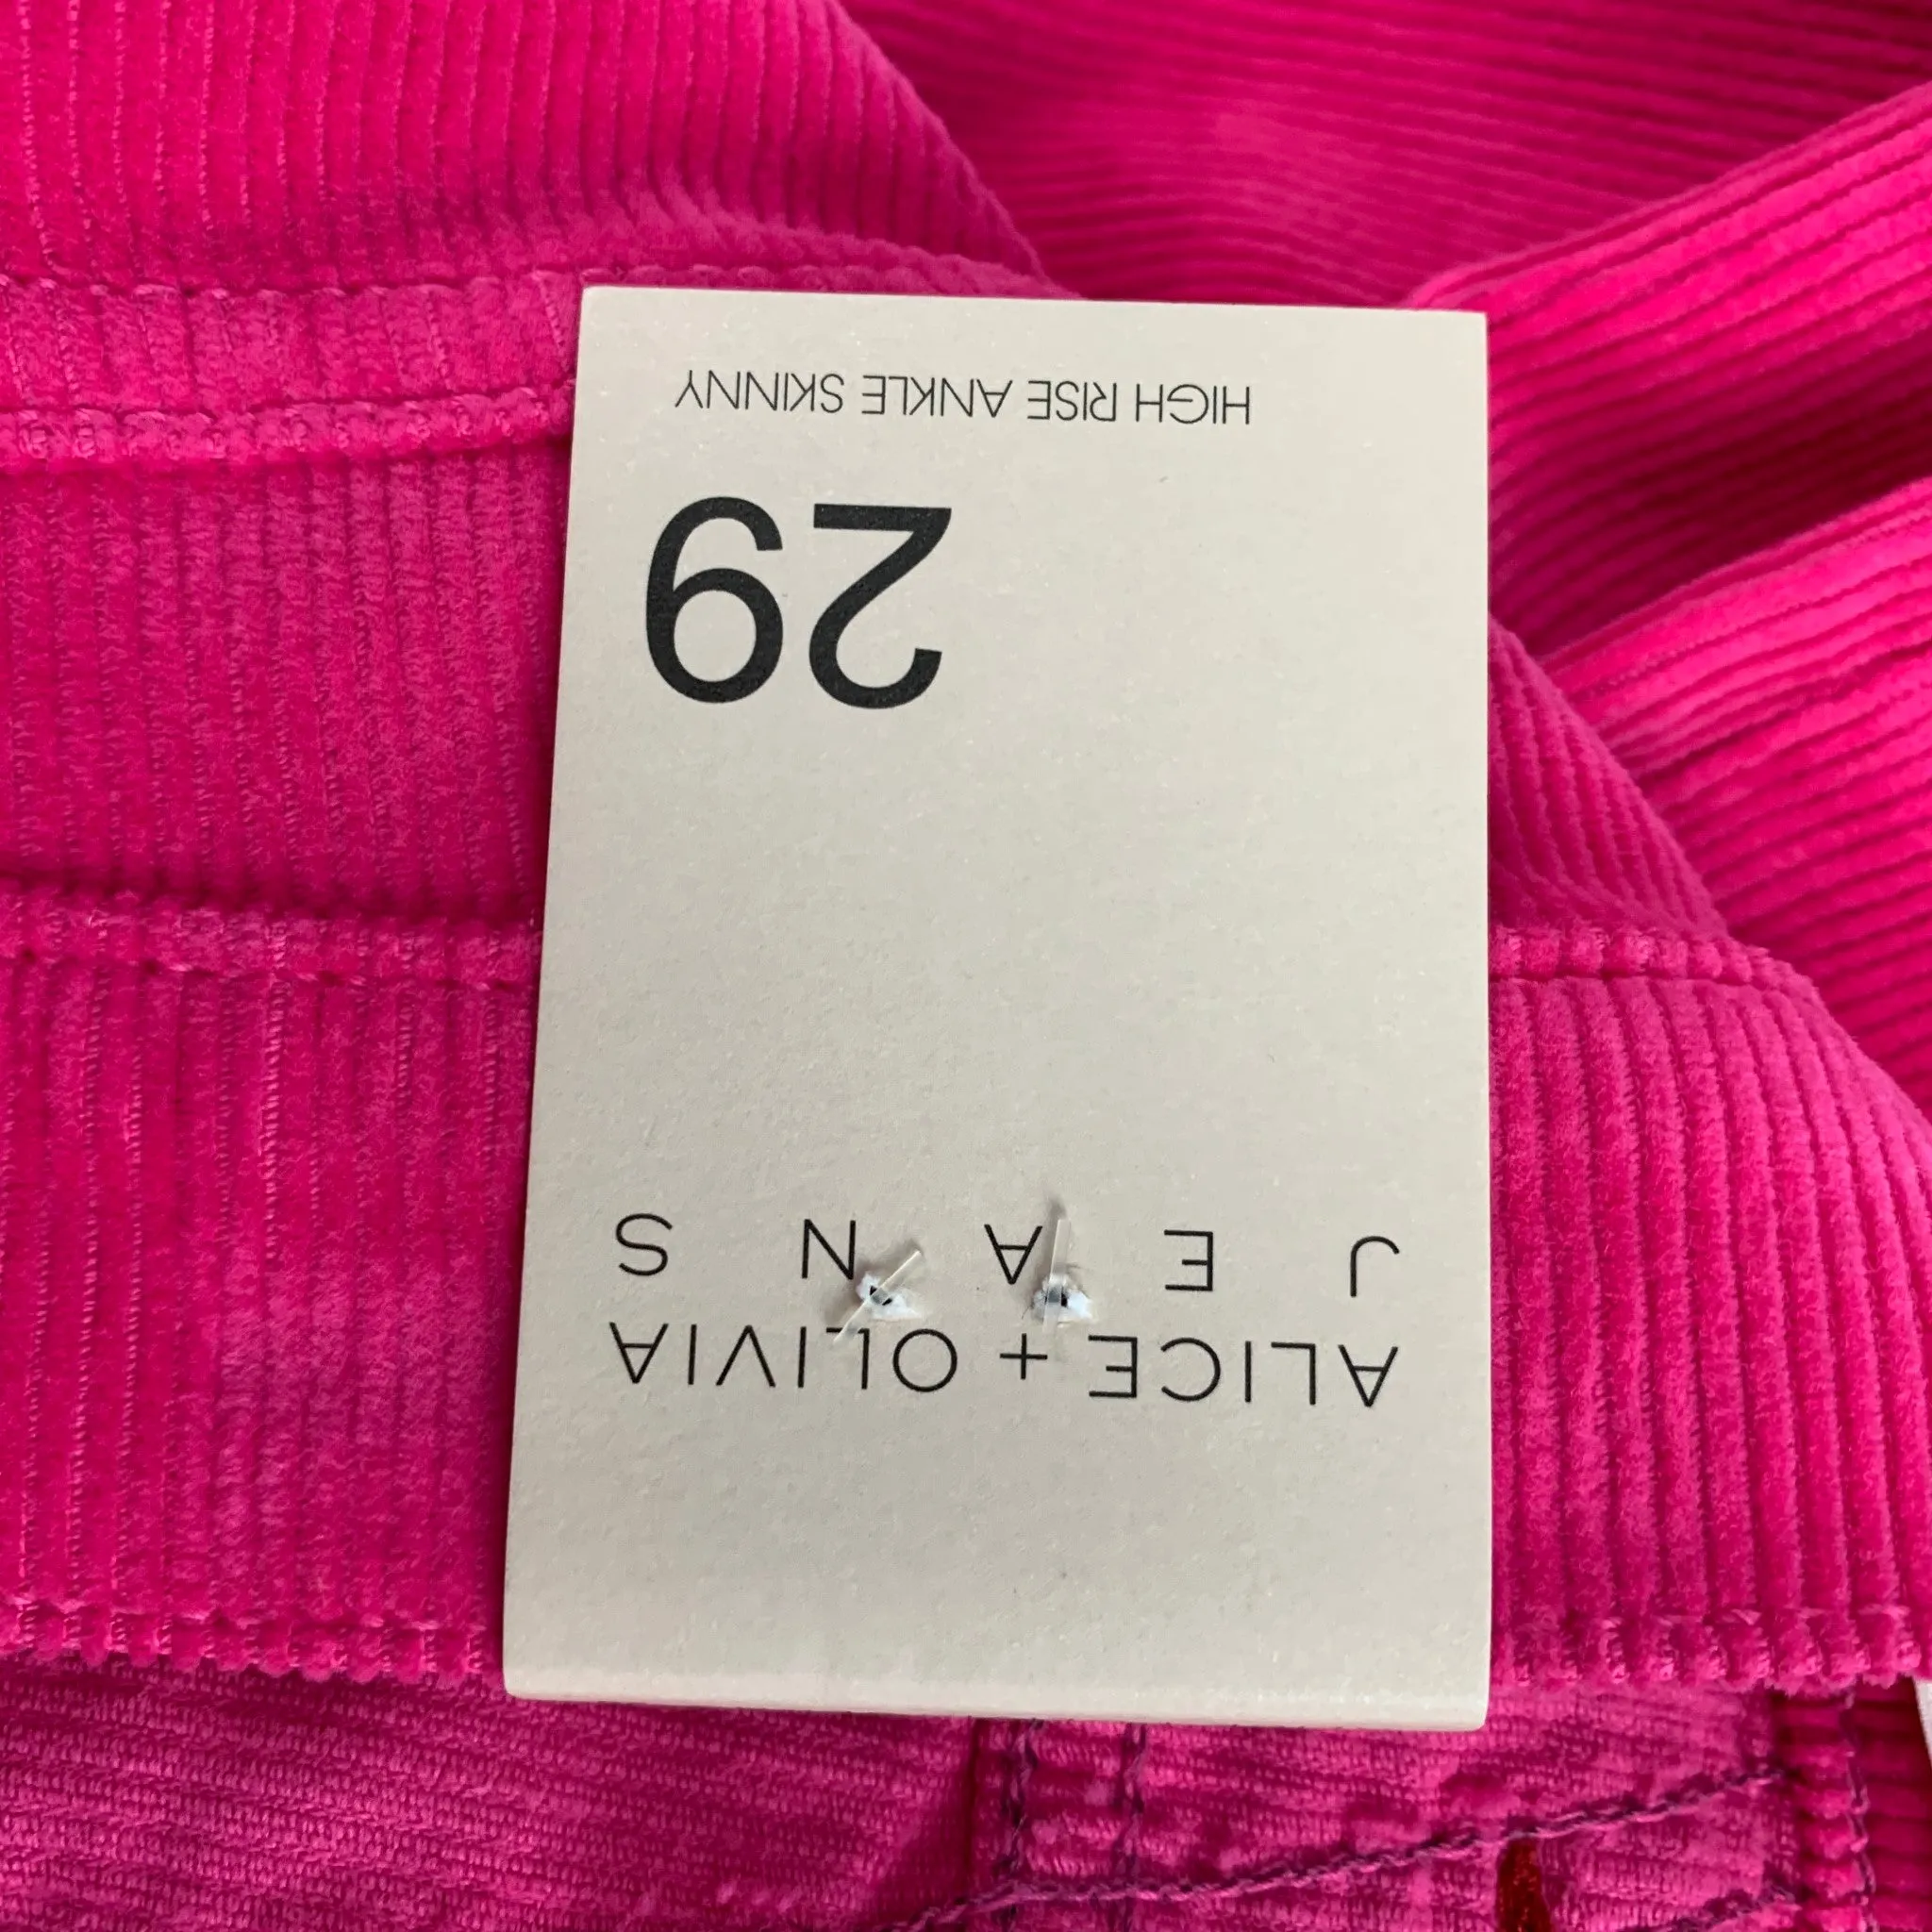 ALICE + OLIVIA
J E A N S
29
HIGH RISE ANKLE SKINNY